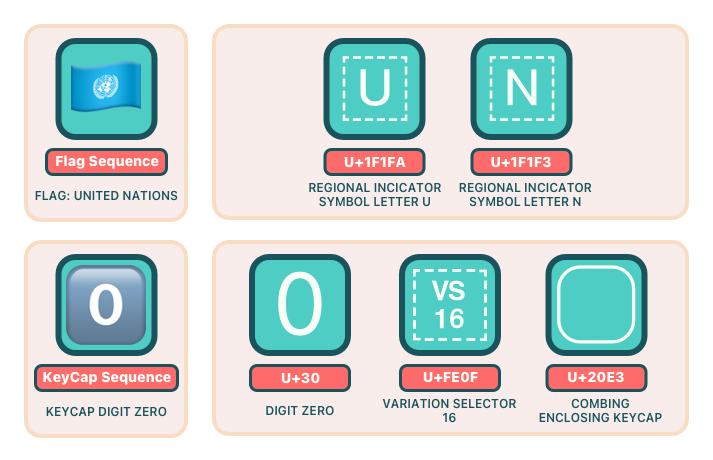 Flag Sequence
FLAG: UNITED NATIONS
U
N
U+1F1FA
U+1F1F3
REGIONAL INCICATOR
SYMBOL LETTER U
REGIONAL INCICATOR
SYMBOL LETTER N
0
KeyCap Sequence
KEYCAP DIGIT ZERO
0
VS
16
U+30
U+FE0F
U+20E3
DIGIT ZERO
VARIATION SELECTOR
16
COMBING
ENCLOSING KEYCAP